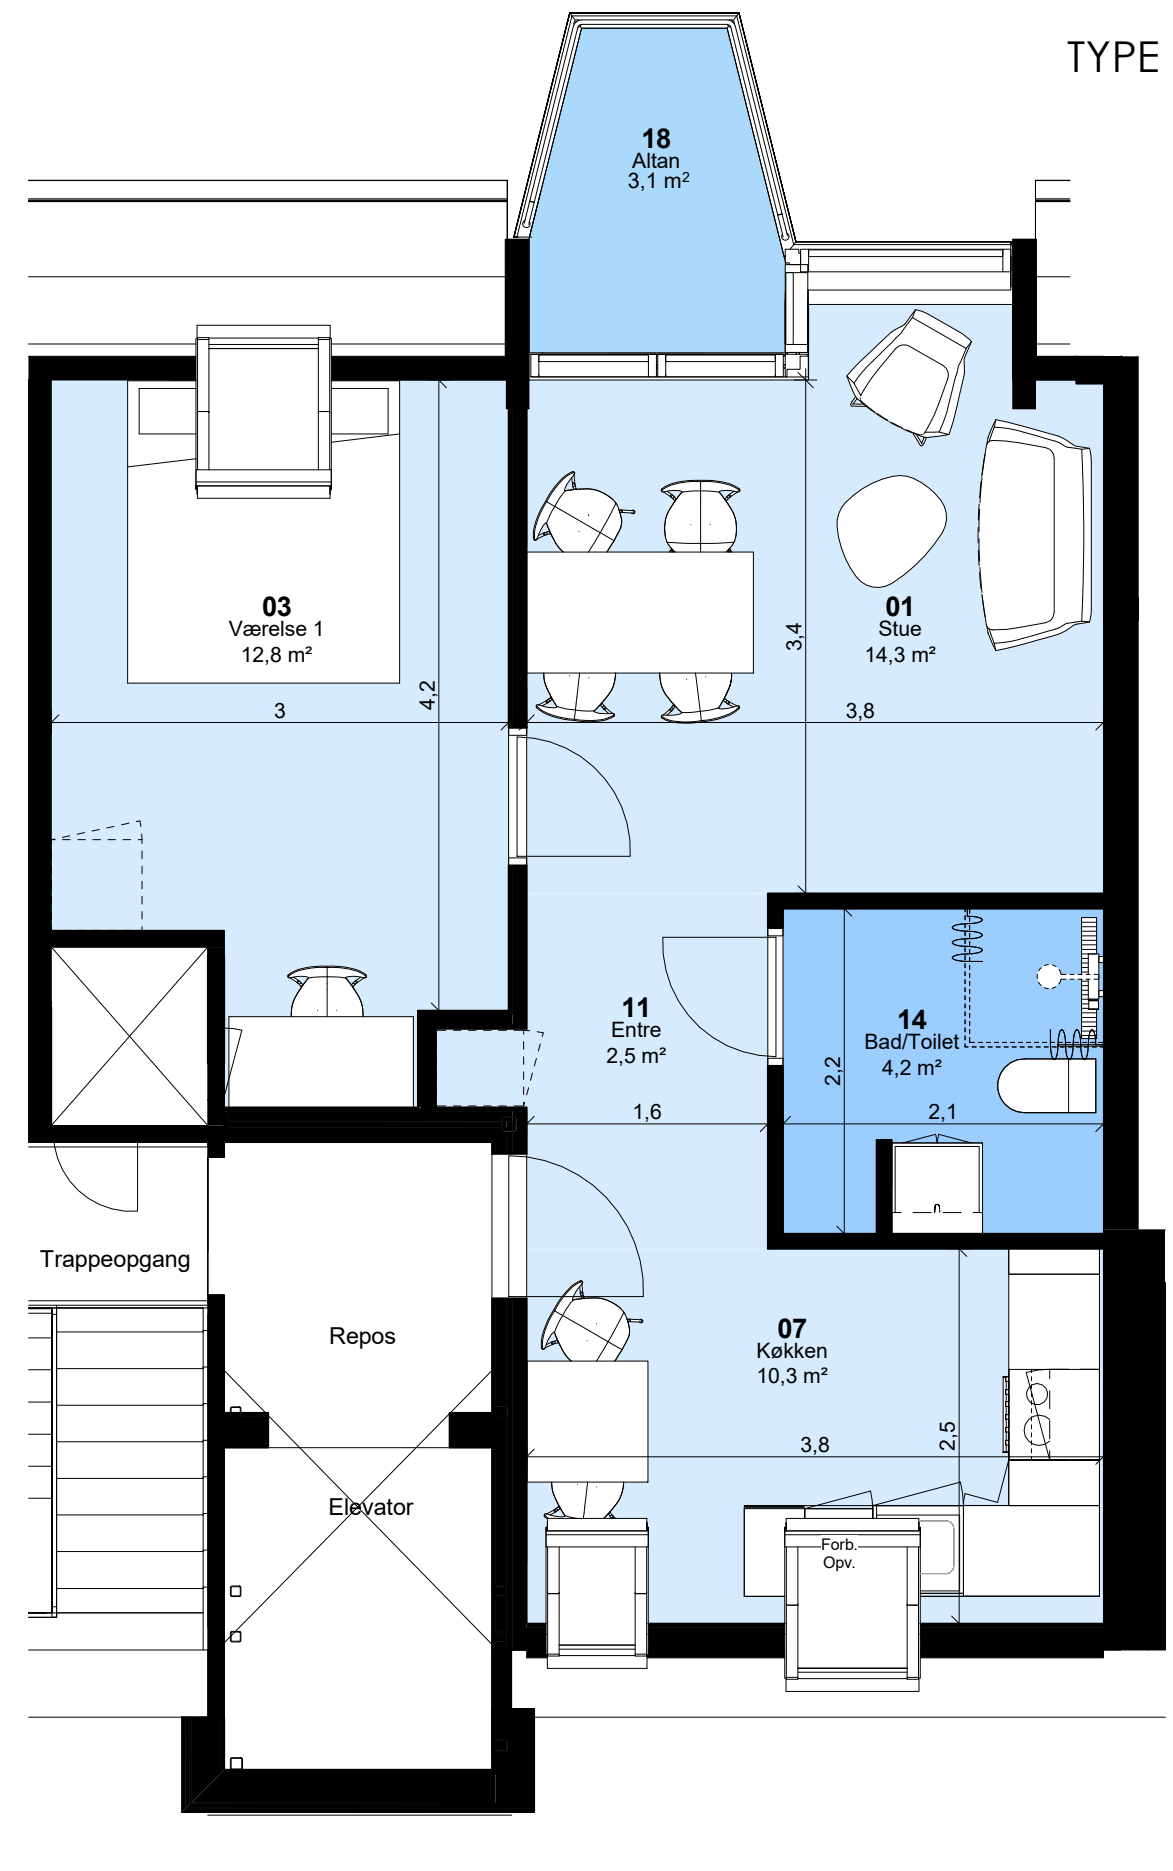 TYPE
18
Altan
3,1 m²
03
Værelse 1
12,8 m²
01
Stue
14,3 m²
3,4
4,2
3
3,8
11
Entre
2,5 m²
14
Bad/Toilet
4,2 m²
2,2
1,6
2,1
Trappeopgang
Repos
07
Køkken
10,3 m²
3,8
2,5
Elevator
Forb.
Opv.